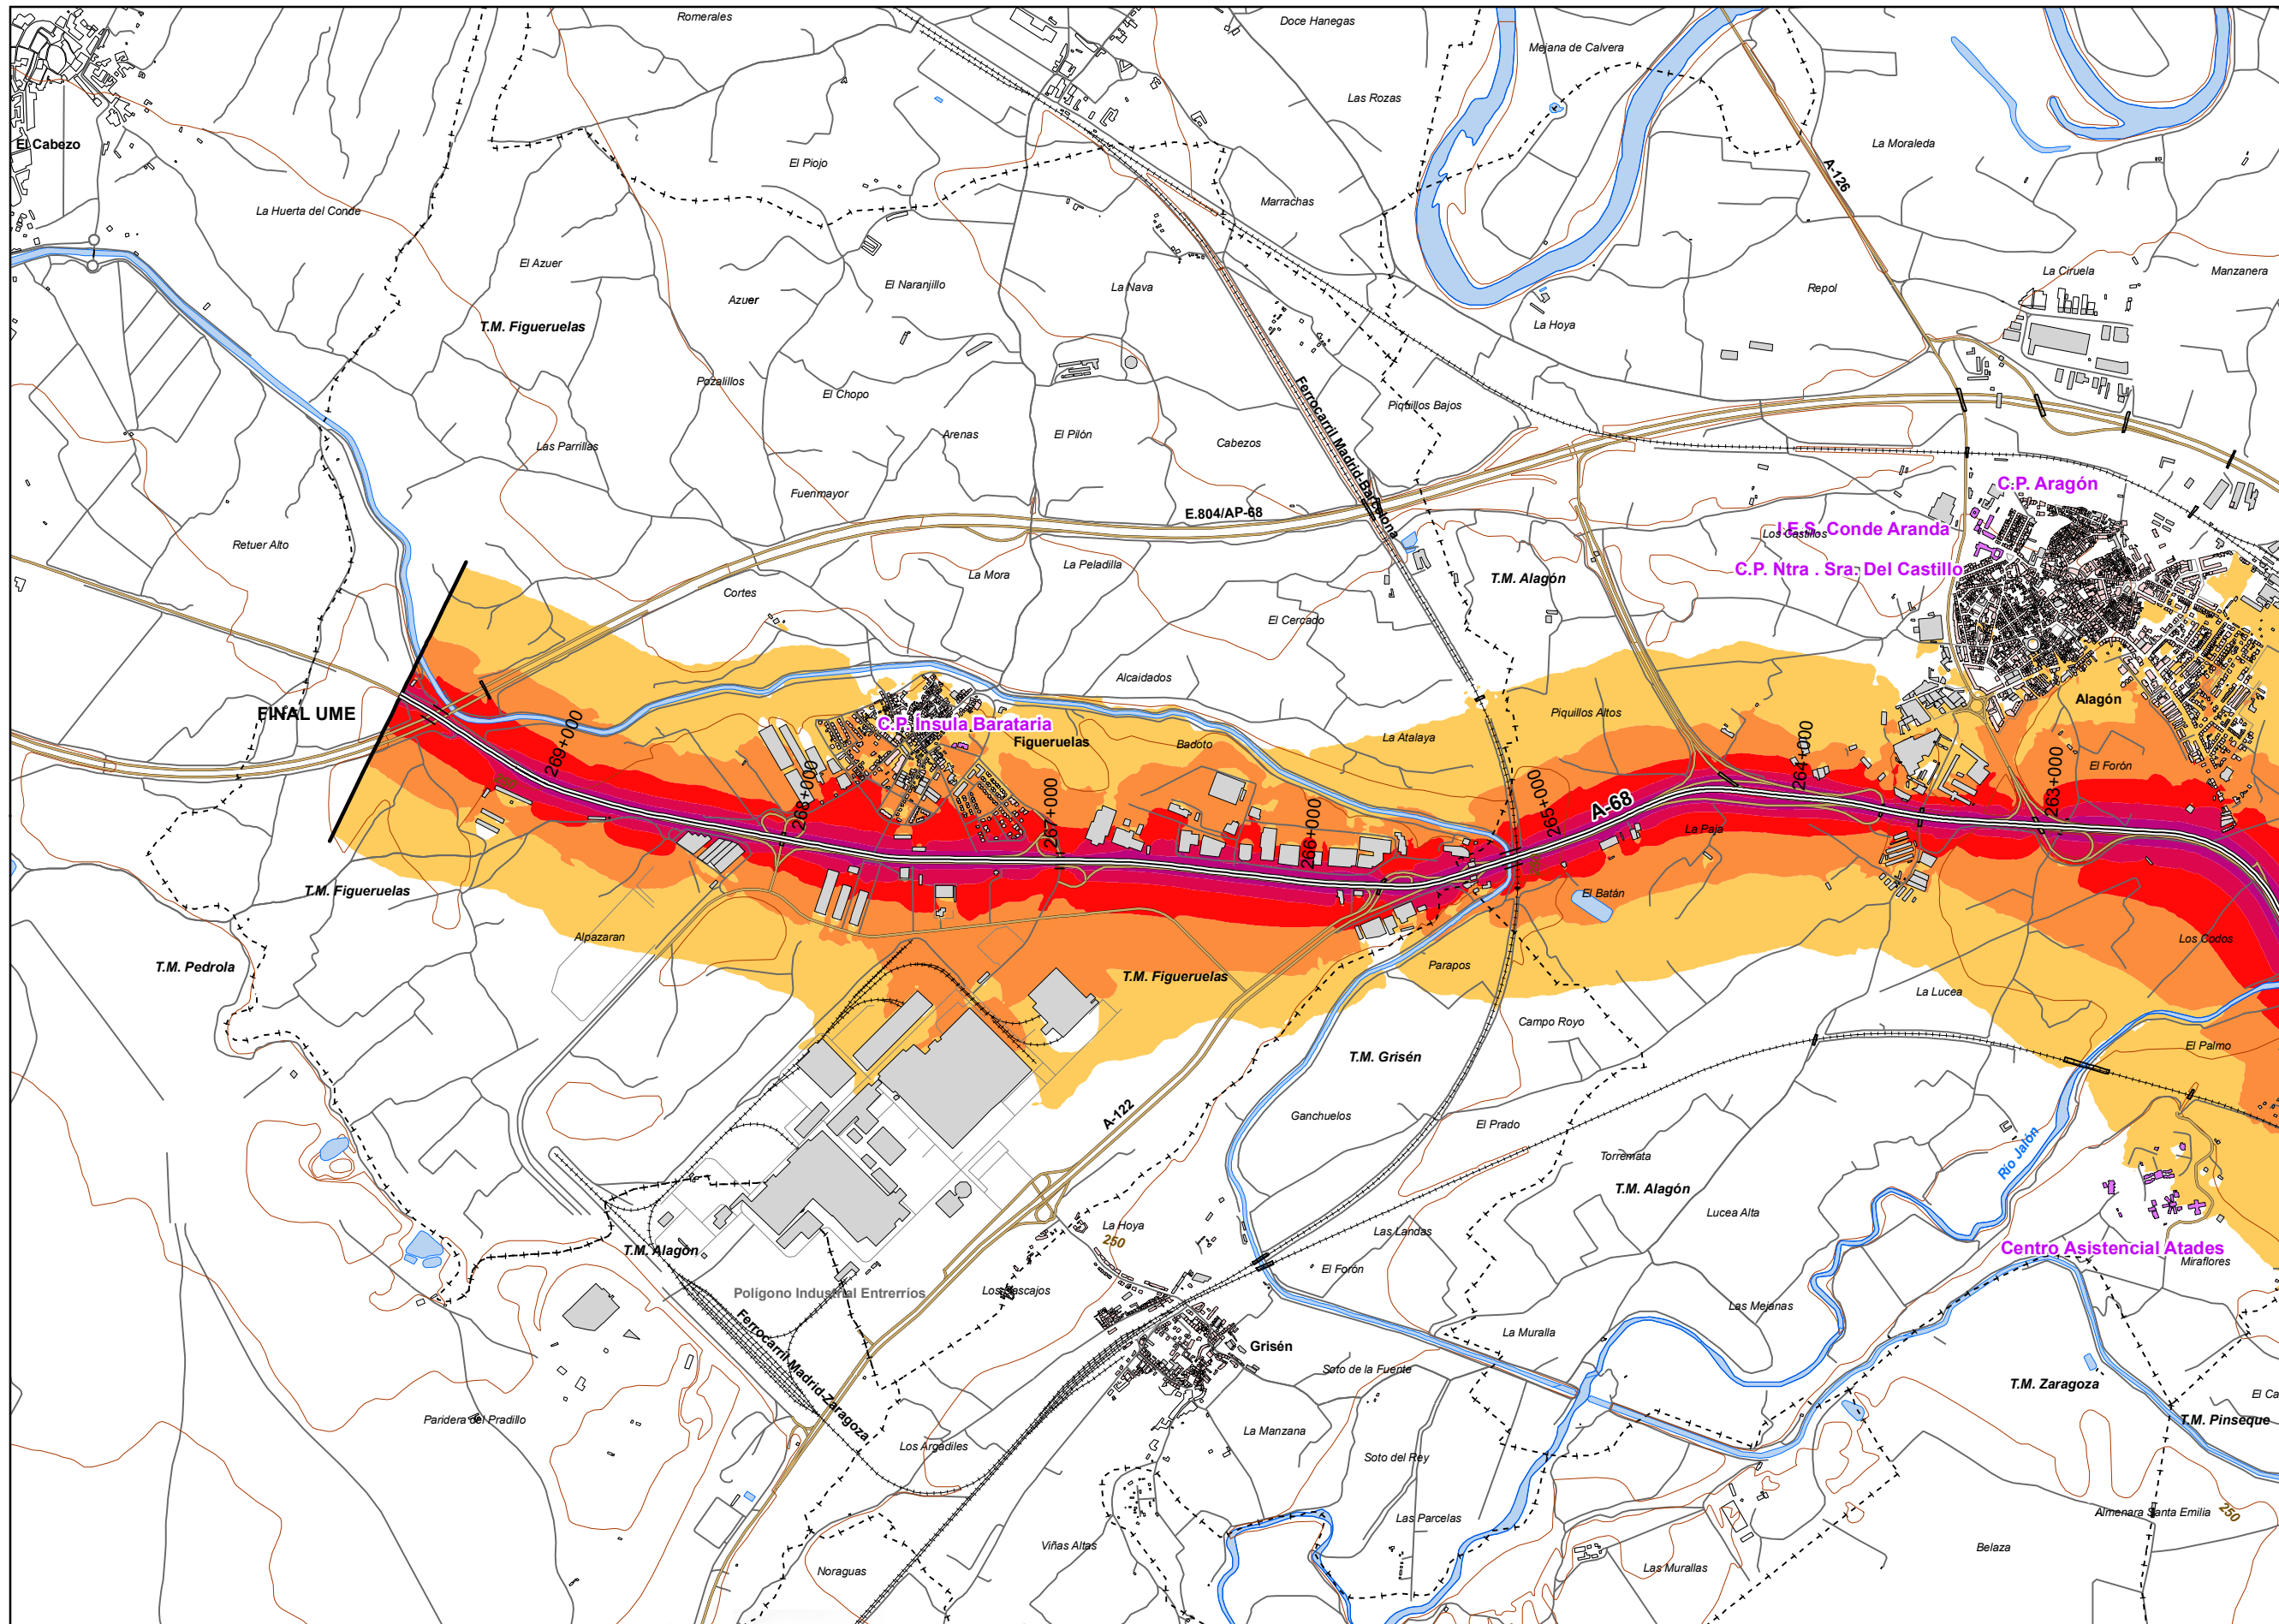 Romerales
Doce Hanegas
Mejana de Calvera
Las Rozas
El Cabezo
El Piojo
A-126
La Moraleda
La Huerta del Conde
Marrachas
El Azuer
El Naranjillo
La Nava
La Ciruela
Manzanera
Azuer
Repol
T.M. Figueruelas
La Hoya
Pozalillos
El Chopo
Ferrocarril Madrid-Barcelona
Piquillos Bajos
Las Parrillas
Arenas
El Pilón
Cabezos
Fuenmayor
C.P. Aragón
E.804/AP-68
I.E.S. Conde Aranda
Los Castillos
Retuer Alto
La Mora
La Peladilla
T.M. Alagón
C.P. Ntra . Sra. Del Castillo
Cortes
El Cercado
Alcaidados
Alagón
FINAL UME
C.P. Ínsula Barataria
Piquillos Altos
Figueruelas
Badoto
La Atalaya
269+000
268+000
267+000
266+000
265+000
A-68
264+000
263+000
El Forón
La Paja
T.M. Figueruelas
El Batán
Alpazaran
Los Codos
T.M. Pedrola
T.M. Figueruelas
Parapos
La Lucea
Campo Royo
T.M. Grisén
El Palmo
A-122
Ganchuelos
El Prado
Río Jalón
Torremata
T.M. Alagón
Lucea Alta
La Hoya
250
Las Landas
T.M. Alagón
Centro Asistencial Atades
Miraflores
El Forón
Polígono Industrial Entrerríos
Los Cascajos
Las Mejanas
Ferrocarril Madrid-Zaragoza
La Muralla
Grisén
Soto de la Fuente
T.M. Zaragoza
El Ca
Paridera del Pradillo
T.M. Pinseque
La Manzana
Los Argadiles
Soto del Rey
Las Parcelas
Almenara Santa Emilia
250
Viñas Altas
Belaza
Noraguas
Las Murallas